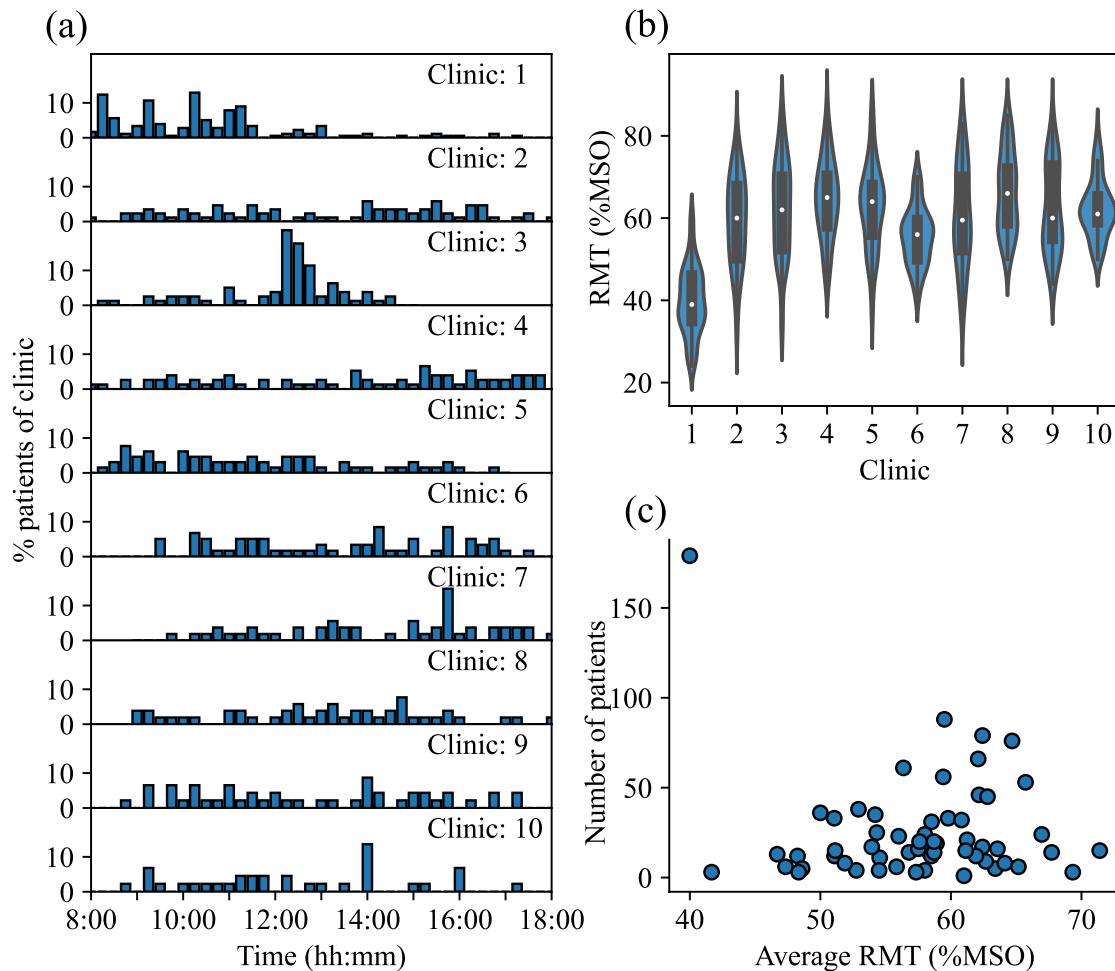 (a)
% patients of clinic
Clinic: 1
10
0
Clinic: 2
10
0
Clinic: 3
10
0
Clinic: 4
10
0
Clinic: 5
10
0
Clinic: 6
10
0
Clinic: 7
10
0
Clinic: 8
10
0
Clinic: 9
10
0
Clinic: 10
10
0
8:00 10:00 12:00 14:00 16:00 18:00
Time (hh:mm)
(b)
RMT (%MSO)
80
60
40
20
1 2 3 4 5 6 7 8 9 10
Clinic
(c)
Number of patients
150
100
50
0
40 50 60 70
Average RMT (%MSO)